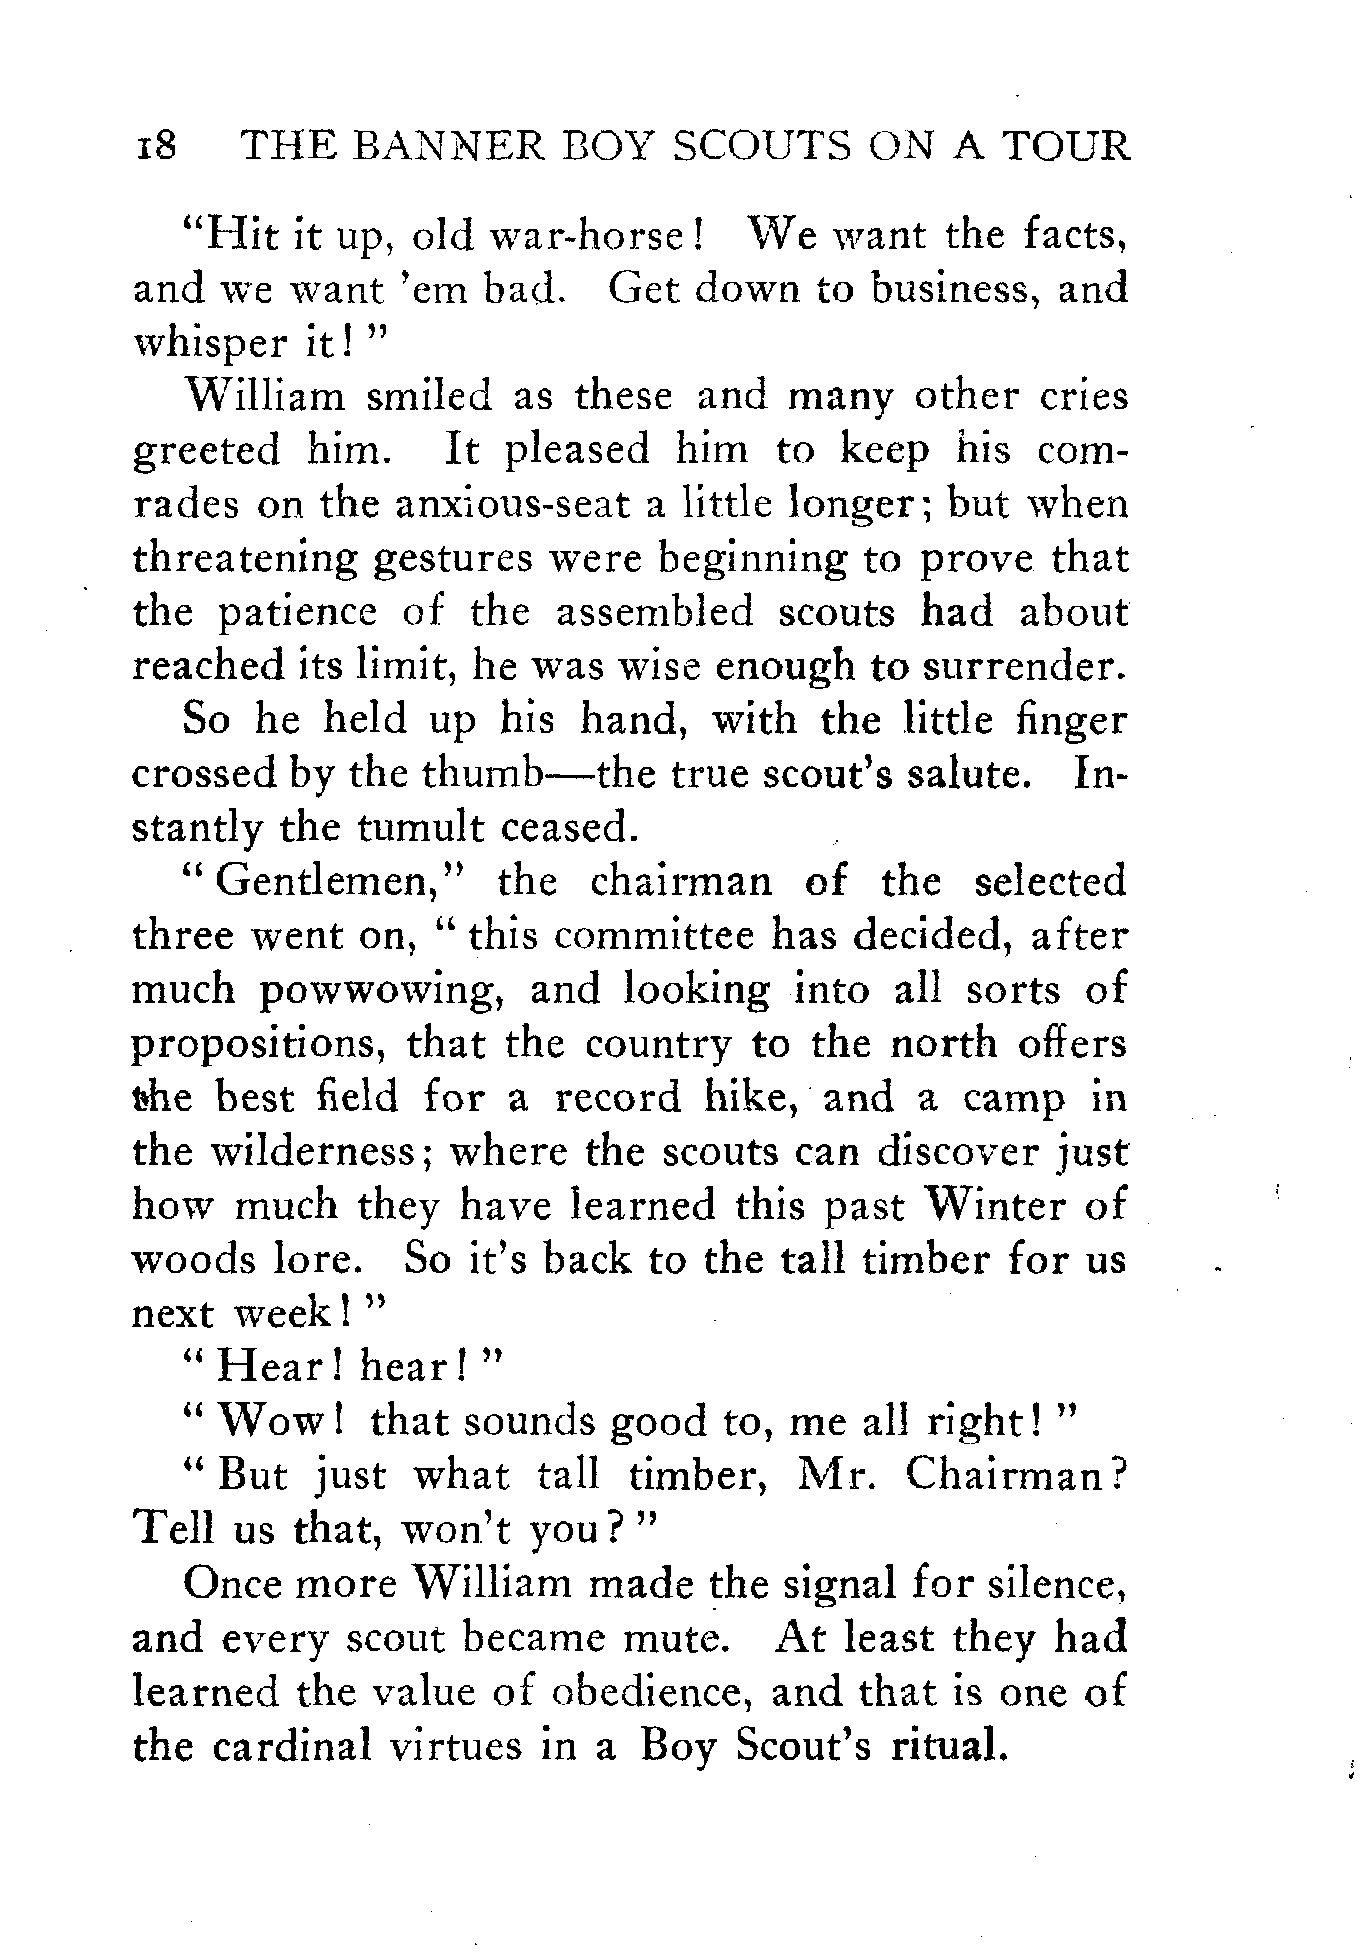 18 THE BANNER BOY SCOUTS ON A TOUR
“Hit it up, old war-horse! We want the facts,
and we want ’em bad. Get down to business, and
whisper it! ”
William smiled as these and many other cries
greeted him. It pleased him to keep his com-
rades on the anxious-seat a little longer; but when
threatening gestures were beginning to prove that
the patience of the assembled scouts had about
reached its limit, he was wise enough to surrender.
So he held up his hand, with the little finger
crossed by the thumb—the true scout’s salute. In-
stantly the tumult ceased.
“ Gentlemen,” the chairman of the selected
three went on, “ this committee has decided, after
much powwowing, and looking into all sorts of
propositions, that the country to the north offers
the best field for a record hike, and a camp in
the wilderness; where the scouts can discover just
how much they have learned this past Winter of
woods lore. So it’s back to the tall timber for us
next week! ”
“ Hear! hear! ”
“ Wow! that sounds good to, me all right! ”
“ But just what tall timber, Mr. Chairman?
Tell us that, won’t you? ”
Once more William made the signal for silence,
and every scout became mute. At least they had
learned the value of obedience, and that is one of
the cardinal virtues in a Boy Scout’s ritual.